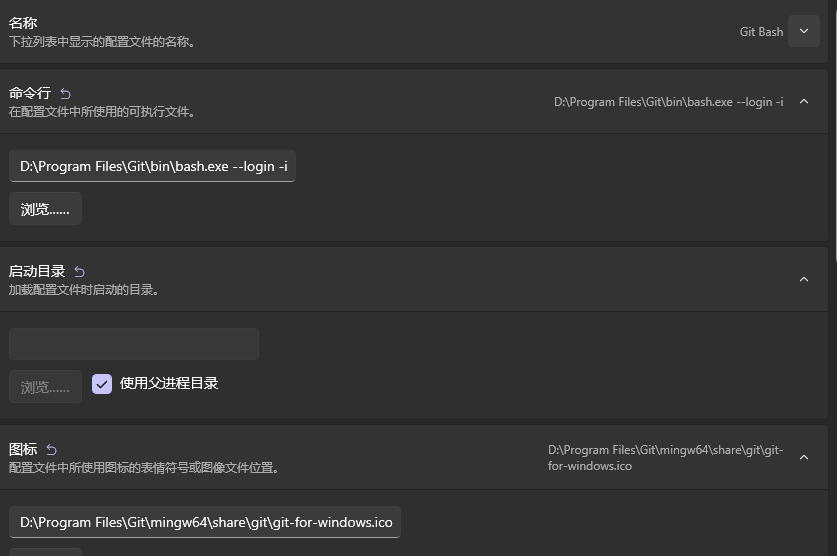 名称
下拉列表中显示的配置文件的名称。
Git Bash
命令行
在配置文件中所使用的可执行文件。
D:\Program Files\Git\bin\bash.exe --login -i
D:\Program Files\Git\bin\bash.exe --login -i
浏览......
启动目录
加载配置文件时启动的目录。
浏览......
使用父进程目录
图标
配置文件中所使用图标的表情符号或图像文件位置。
D:\Program Files\Git\mingw64\share\git\git-
for-windows.ico
D:\Program Files\Git\mingw64\share\git\git-for-windows.ico